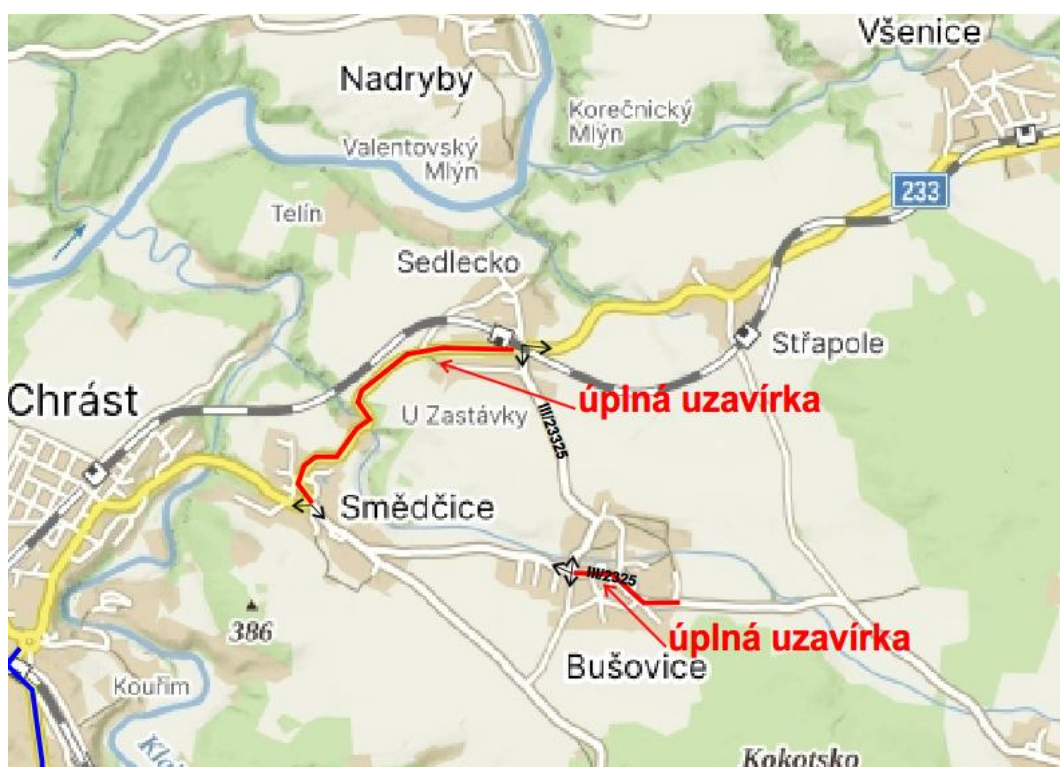 Všenice
Nadryby
Korečnický
Mlýn
Valentovský
Mlýn
233
Telín
Sedlecko
Střapole
Chrást
úplná uzavírka
U Zastávky
III/23325
Smědčice
III/2325
386
úplná uzavírka
Bušovice
Kouřim
Kokotsko